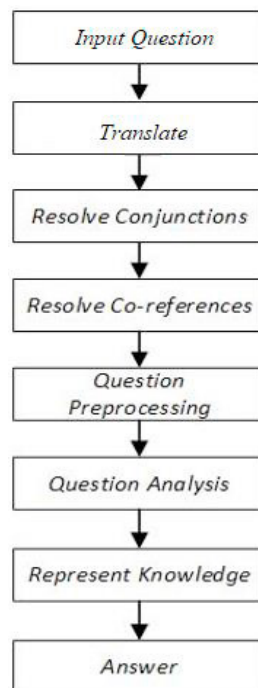 Input Question
Translate
Resolve Conjunctions
Resolve Co-references
Question
Preprocessing
Question Analysis
Represent Knowledge
Answer